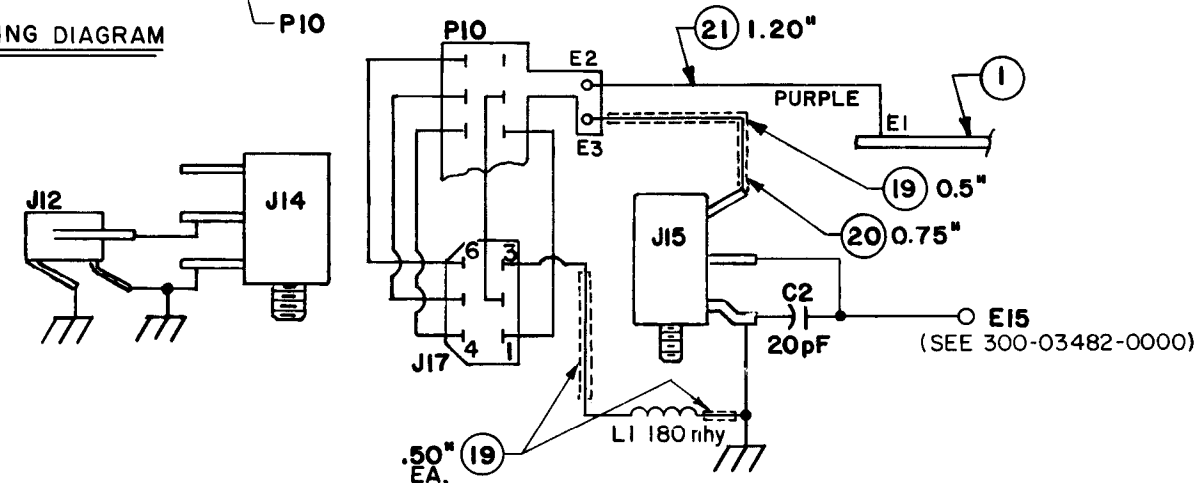 NG DIAGRAM
P10
P10
1
E2
E3
21 1.20"
PURPLE
E1
1
19 0.5"
20 0.75"
J12
J14
J15
6
3
4
1
J17
C2
20pF
E15
(SEE 300-03482-0000)
L1 180 nhy
.50" 19
EA.